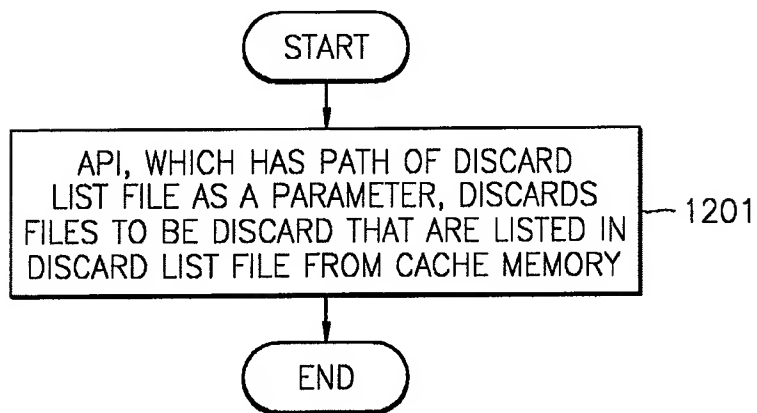 START
API, WHICH HAS PATH OF DISCARD
LIST FILE AS A PARAMETER, DISCARDS
FILES TO BE DISCARD THAT ARE LISTED IN
DISCARD LIST FILE FROM CACHE MEMORY
1201
END